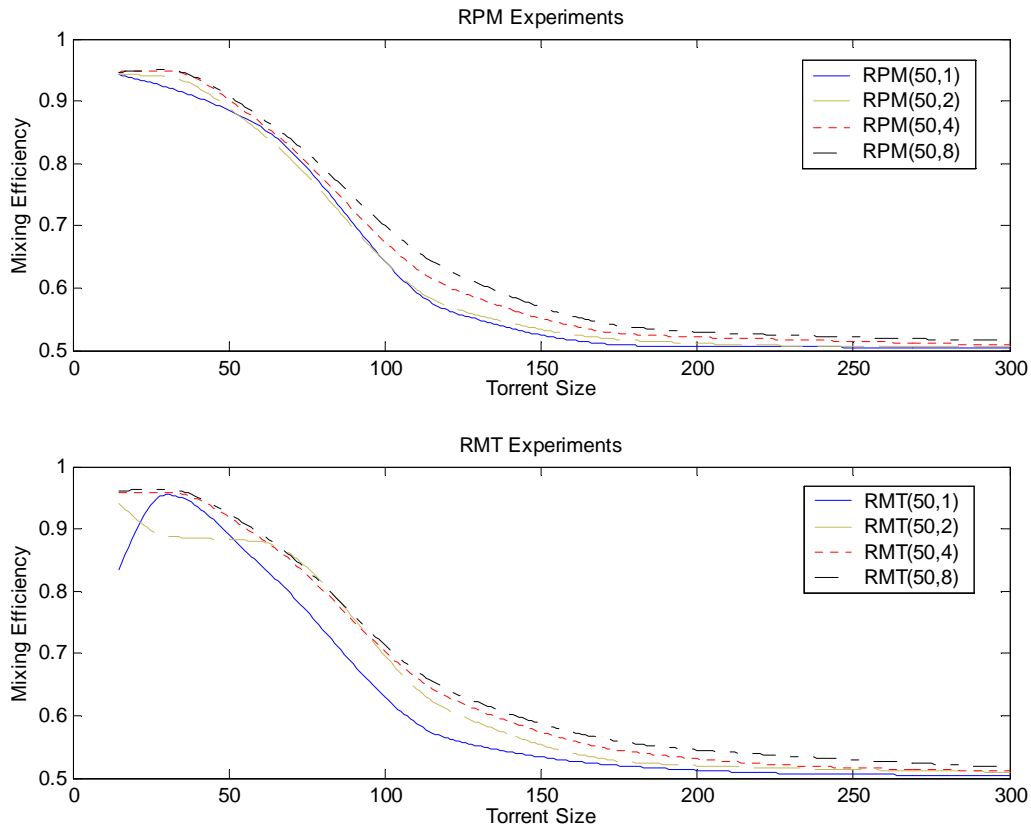 RPM Experiments
1
0.9
0.8
0.7
0.6
0.5
Mixing Efficiency
RPM(50,1)
RPM(50,2)
RPM(50,4)
RPM(50,8)
0 50 100 150 200 250 300
Torrent Size
RMT Experiments
1
0.9
0.8
0.7
0.6
0.5
Mixing Efficiency
RMT(50,1)
RMT(50,2)
RMT(50,4)
RMT(50,8)
0 50 100 150 200 250 300
Torrent Size